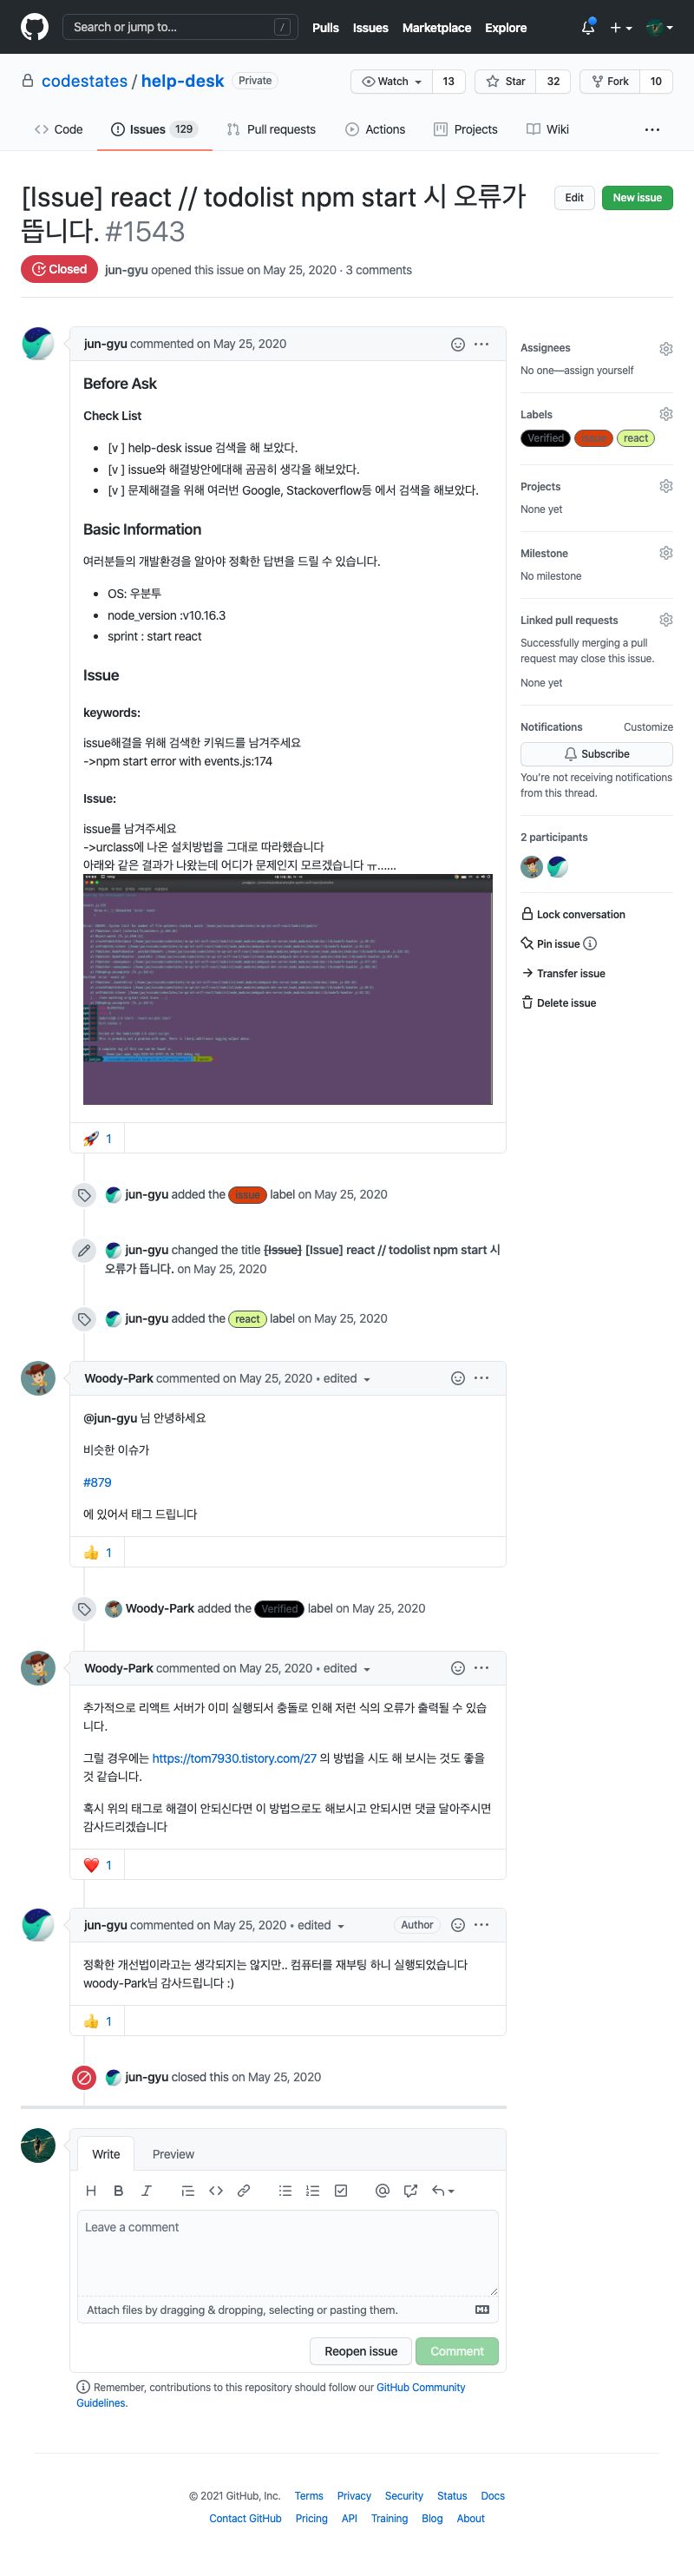 Search or jump to... /
Pulls Issues Marketplace Explore
codestates / help-desk Private
Watch 13 Star 32 Fork 10
Code Issues 129 Pull requests Actions Projects Wiki
[Issue] react // todolist npm start 시 오류가
뜹니다. #1543
Edit New issue
Closed jun-gyu opened this issue on May 25, 2020 · 3 comments
jun-gyu commented on May 25, 2020
Before Ask
Check List
[v ] help-desk issue 검색을 해 보았다.
[v ] issue와 해결방안에대해 곰곰히 생각을 해보았다.
[v ] 문제해결을 위해 여러번 Google, Stackoverflow등 에서 검색을 해보았다.
Basic Information
여러분들의 개발환경을 알아야 정확한 답변을 드릴 수 있습니다.
OS: 우분투
node_version :v10.16.3
sprint : start react
Issue
keywords:
issue해결을 위해 검색한 키워드를 남겨주세요
->npm start error with events.js:174
Issue:
issue를 남겨주세요
->urclass에 나온 설치방법을 그대로 따라했습니다
아래와 같은 결과가 나왔는데 어디가 문제인지 모르겠습니다 ㅠ......
1
jun-gyu added the issue label on May 25, 2020
jun-gyu changed the title [Issue] [Issue] react // todolist npm start 시
오류가 뜹니다. on May 25, 2020
jun-gyu added the react label on May 25, 2020
Woody-Park commented on May 25, 2020 • edited
@jun-gyu 님 안녕하세요
비슷한 이슈가
#879
에 있어서 태그 드립니다
1
Woody-Park added the Verified label on May 25, 2020
Woody-Park commented on May 25, 2020 • edited
추가적으로 리액트 서버가 이미 실행되서 충돌로 인해 저런 식의 오류가 출력될 수 있습
니다.
그럴 경우에는 https://tom7930.tistory.com/27 의 방법을 시도 해 보시는 것도 좋을
것 같습니다.
혹시 위의 태그로 해결이 안되신다면 이 방법으로도 해보시고 안되시면 댓글 달아주시면
감사드리겠습니다
1
jun-gyu commented on May 25, 2020 • edited Author
정확한 개선법이라고는 생각되지는 않지만.. 컴퓨터를 재부팅 하니 실행되었습니다
woody-Park님 감사드립니다 :)
1
jun-gyu closed this on May 25, 2020
Write Preview
Leave a comment
Attach files by dragging & dropping, selecting or pasting them.
Reopen issue Comment
Remember, contributions to this repository should follow our GitHub Community
Guidelines.
Assignees
No one—assign yourself
Labels
Verified issue react
Projects
None yet
Milestone
No milestone
Linked pull requests
Successfully merging a pull
request may close this issue.
None yet
Notifications Customize
Subscribe
You're not receiving notifications
from this thread.
2 participants
Lock conversation
Pin issue
Transfer issue
Delete issue
© 2021 GitHub, Inc. Terms Privacy Security Status Docs
Contact GitHub Pricing API Training Blog About